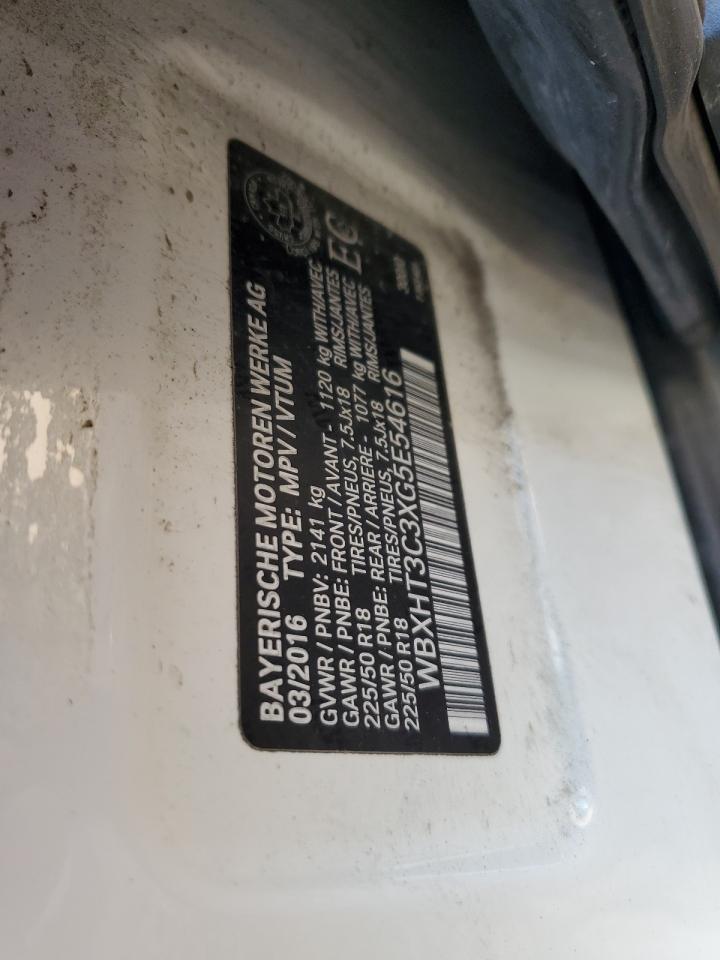 BAYERISCHE MOTOREN WERKE AG
03/2016 TYPE: MPV/VTUM
GVWR / PNBV: 2141 kg
GAWR / PNBE: FRONT / AVANT - 1120 kg WITH/AVEC
225/50 R18 TIRES/PNEUS, 7.5Jx18 RIMS/JANTES
GAWR / PNBE: REAR / ARRIERE - 1077 kg WITH/AVEC
225/50 R18 TIRES/PNEUS, 7.5Jx18 RIMS/JANTES
WBXHT3C3XG5E54616
EC